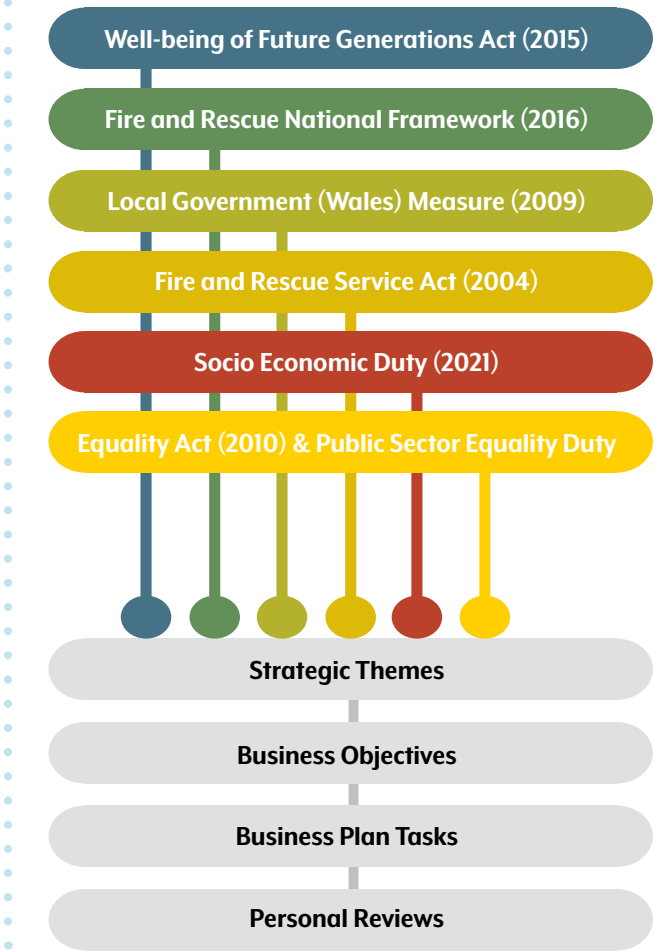 Well-being of Future Generations Act (2015)
Fire and Rescue National Framework (2016)
Local Government (Wales) Measure (2009)
Fire and Rescue Service Act (2004)
Socio Economic Duty (2021)
Equality Act (2010) & Public Sector Equality Duty
Strategic Themes
Business Objectives
Business Plan Tasks
Personal Reviews